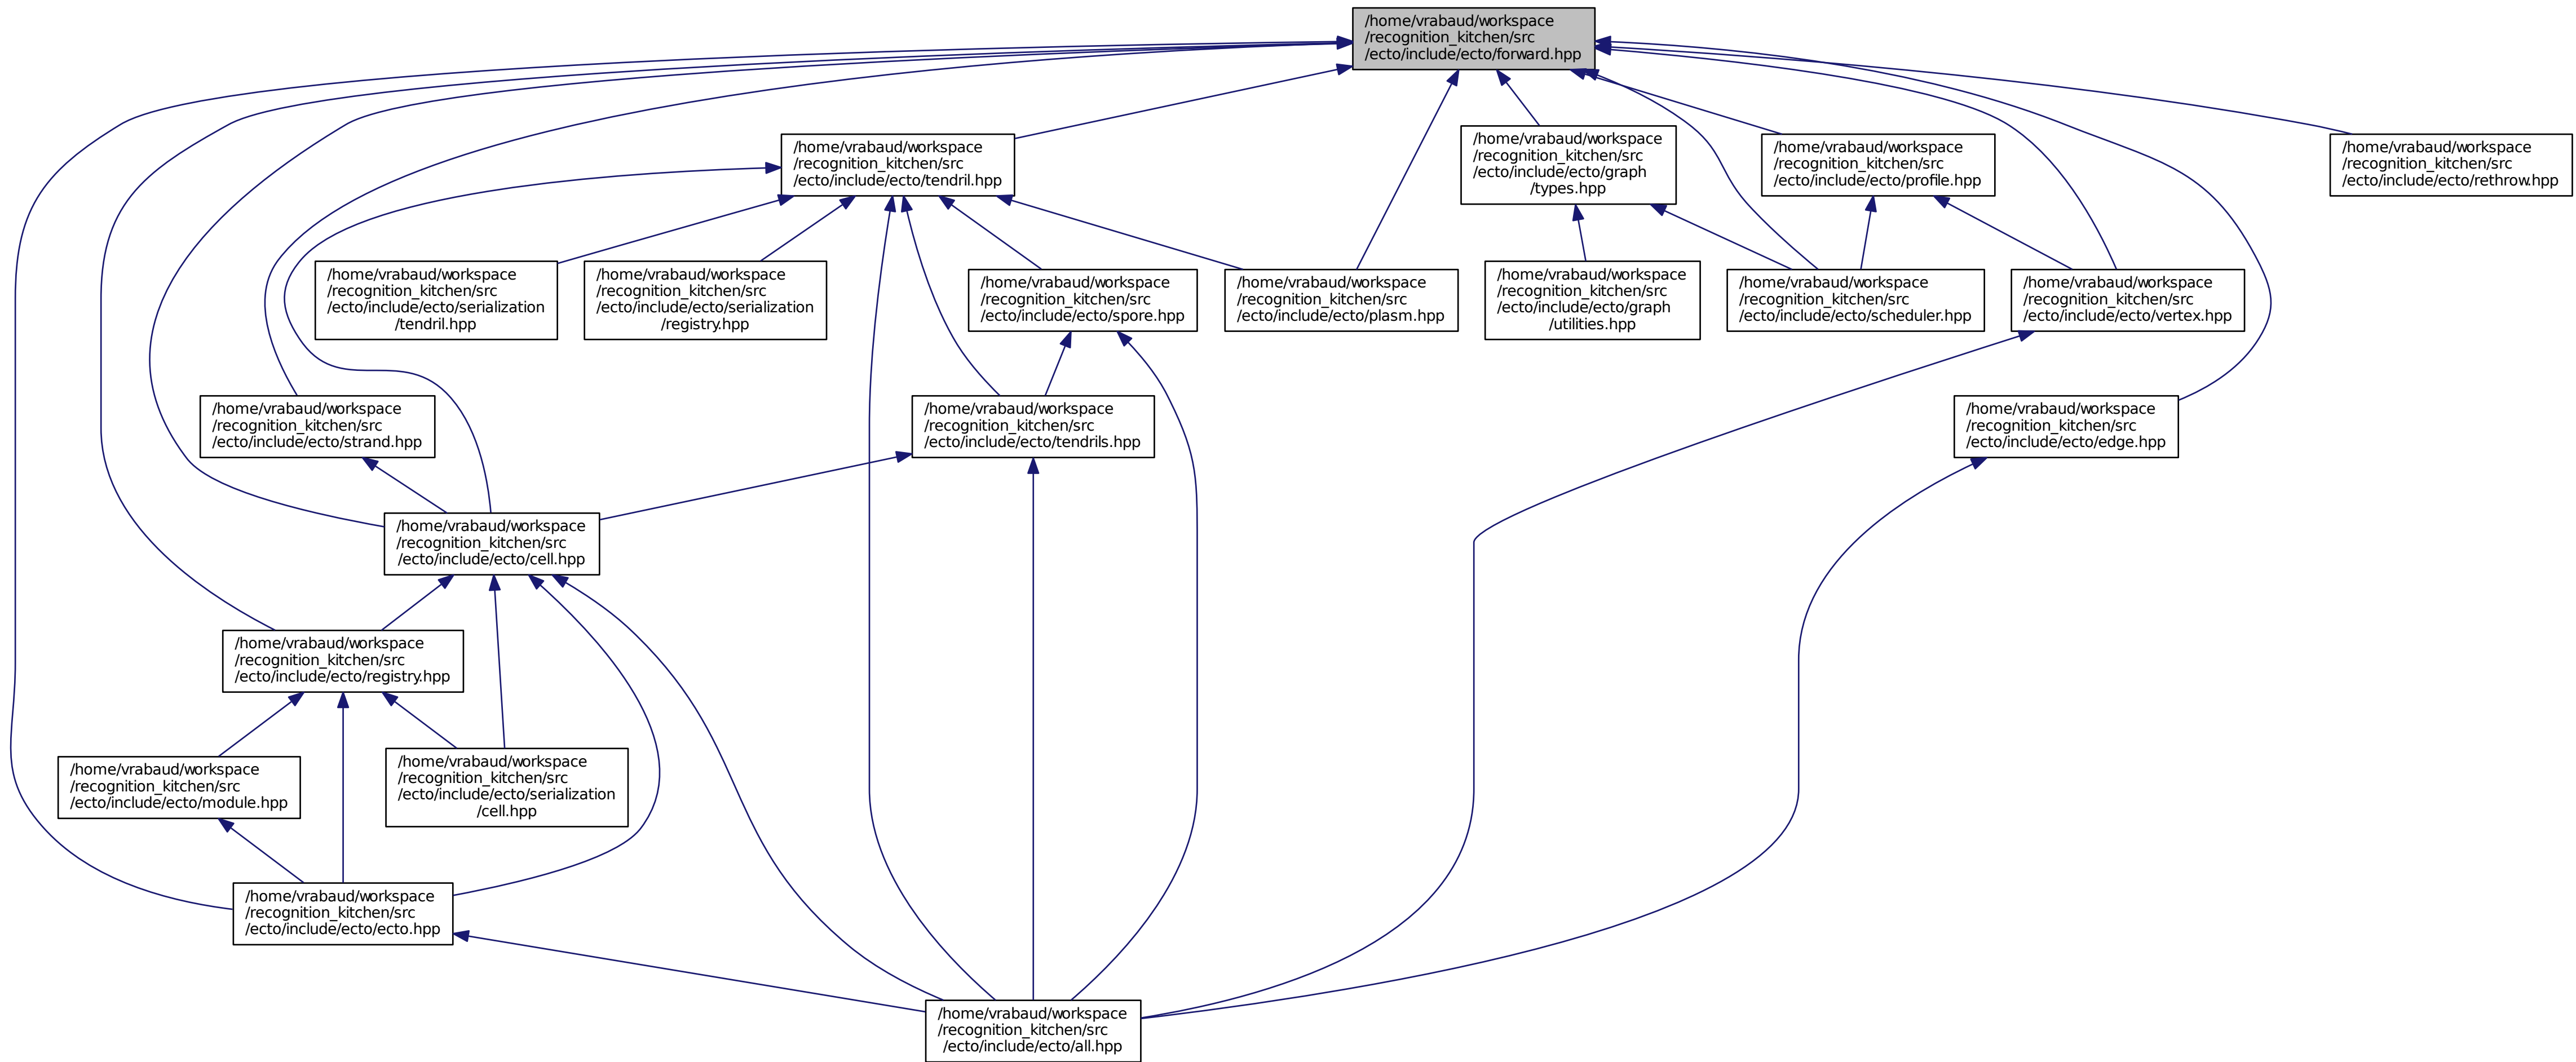 /home/vrabaud/workspace
/recognition_kitchen/src
/ecto/include/ecto/forward.hpp
/home/vrabaud/workspace
/recognition_kitchen/src
/ecto/include/ecto/tendril.hpp
/home/vrabaud/workspace
/recognition_kitchen/src
/ecto/include/ecto/graph
/types.hpp
/home/vrabaud/workspace
/recognition_kitchen/src
/ecto/include/ecto/profile.hpp
/home/vrabaud/workspace
/recognition_kitchen/src
/ecto/include/ecto/rethrow.hpp
/home/vrabaud/workspace
/recognition_kitchen/src
/ecto/include/ecto/serialization
/tendril.hpp
/home/vrabaud/workspace
/recognition_kitchen/src
/ecto/include/ecto/serialization
/registry.hpp
/home/vrabaud/workspace
/recognition_kitchen/src
/ecto/include/ecto/spore.hpp
/home/vrabaud/workspace
/recognition_kitchen/src
/ecto/include/ecto/plasm.hpp
/home/vrabaud/workspace
/recognition_kitchen/src
/ecto/include/ecto/graph
/utilities.hpp
/home/vrabaud/workspace
/recognition_kitchen/src
/ecto/include/ecto/scheduler.hpp
/home/vrabaud/workspace
/recognition_kitchen/src
/ecto/include/ecto/vertex.hpp
/home/vrabaud/workspace
/recognition_kitchen/src
/ecto/include/ecto/strand.hpp
/home/vrabaud/workspace
/recognition_kitchen/src
/ecto/include/ecto/tendrils.hpp
/home/vrabaud/workspace
/recognition_kitchen/src
/ecto/include/ecto/edge.hpp
/home/vrabaud/workspace
/recognition_kitchen/src
/ecto/include/ecto/cell.hpp
/home/vrabaud/workspace
/recognition_kitchen/src
/ecto/include/ecto/registry.hpp
/home/vrabaud/workspace
/recognition_kitchen/src
/ecto/include/ecto/module.hpp
/home/vrabaud/workspace
/recognition_kitchen/src
/ecto/include/ecto/serialization
/cell.hpp
/home/vrabaud/workspace
/recognition_kitchen/src
/ecto/include/ecto/ecto.hpp
/home/vrabaud/workspace
/recognition_kitchen/src
/ecto/include/ecto/all.hpp